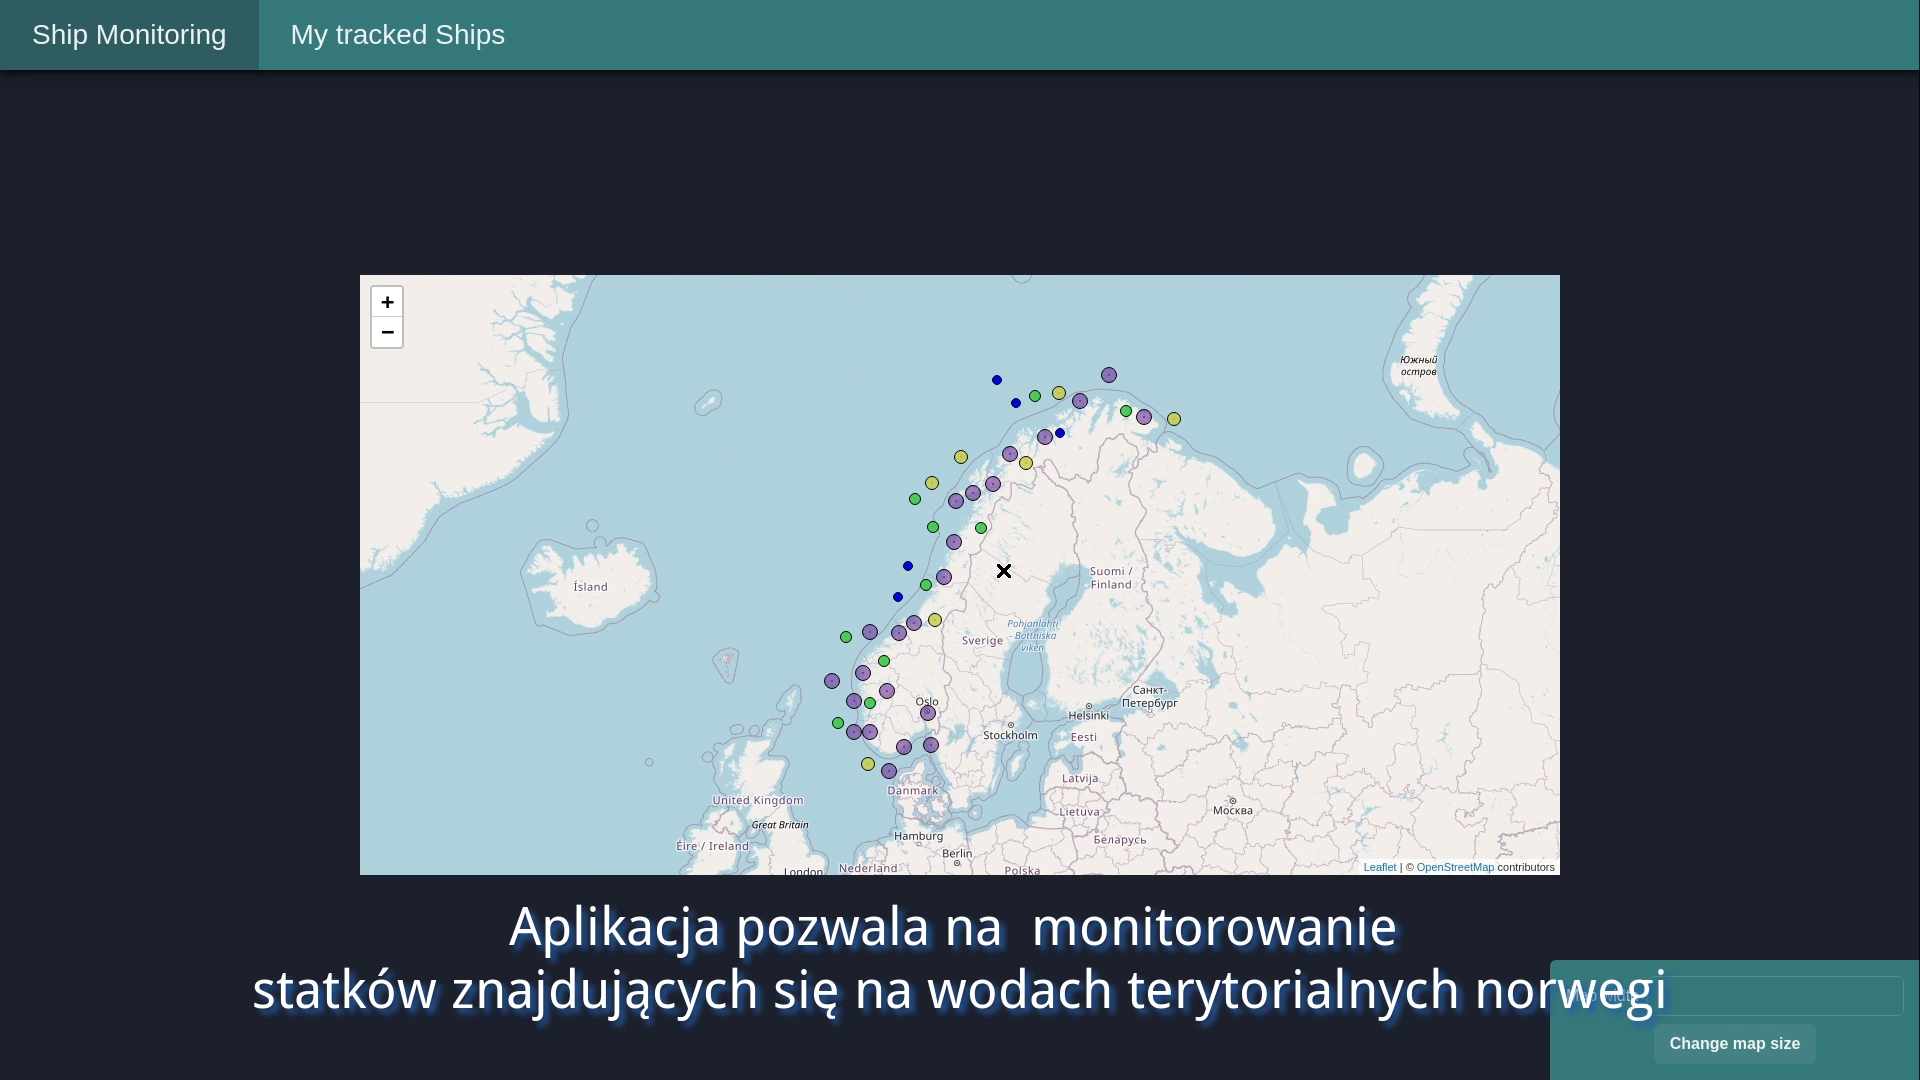 Ship Monitoring
My tracked Ships
+
−
Южный
остров
Ísland
Suomi /
Finland
Pohjanlahti
- Bottniska
viken
Sverige
Санкт-
Петербург
Oslo
Helsinki
Stockholm
Eesti
Latvija
Danmark
United Kingdom
Москва
Lietuva
Great Britain
Hamburg
Беларусь
Éire / Ireland
Berlin
Nederland
Polska
London
Leaflet | © OpenStreetMap contributors
Aplikacja pozwala na  monitorowanie
statków znajdujących się na wodach terytorialnych norwegi
Change map size